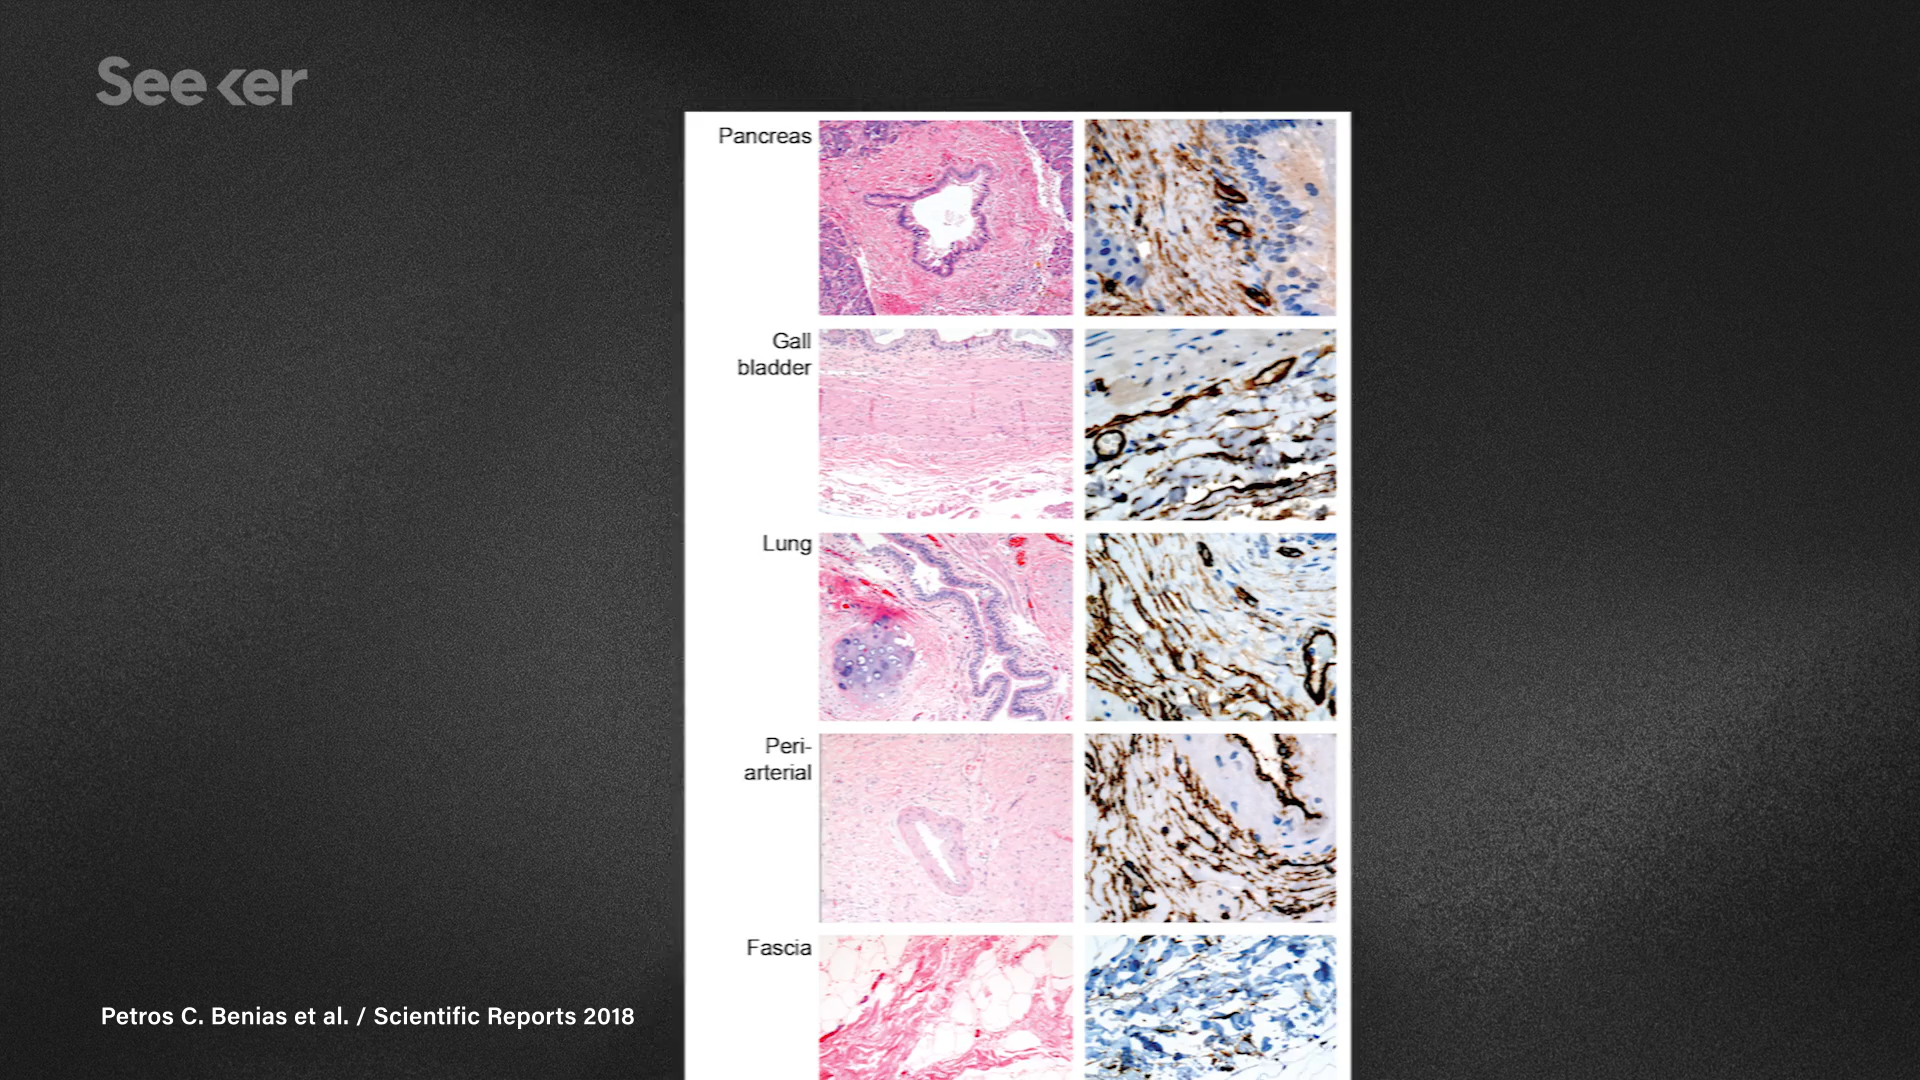 Seeker
Pancreas
Gall
bladder
Lung
Peri-
arterial
Fascia
Petros C. Benias et al. / Scientific Reports 2018